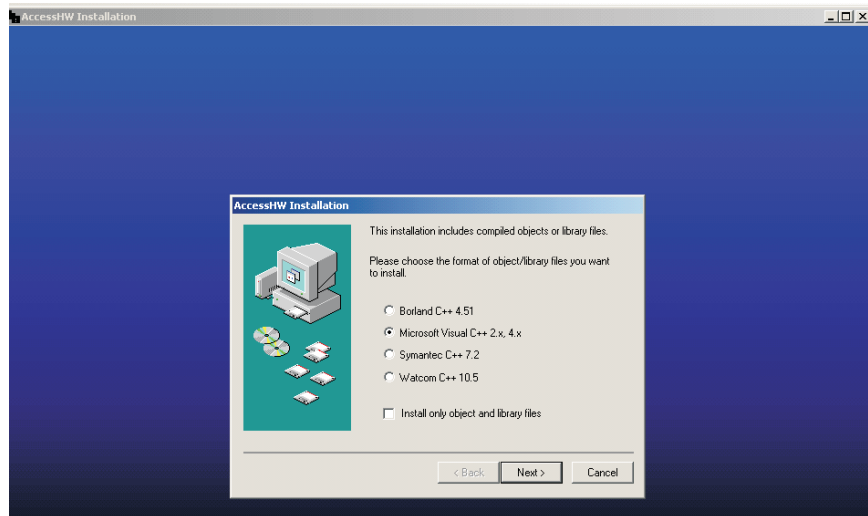 AccessHW Installation
AccessHW Installation
This installation includes compiled objects or library files.
Please choose the format of object/library files you want
to install.
Borland C++ 4.51
Microsoft Visual C++ 2.x, 4.x
Symantec C++ 7.2
Watcom C++ 10.5
Install only object and library files
< Back Next > Cancel